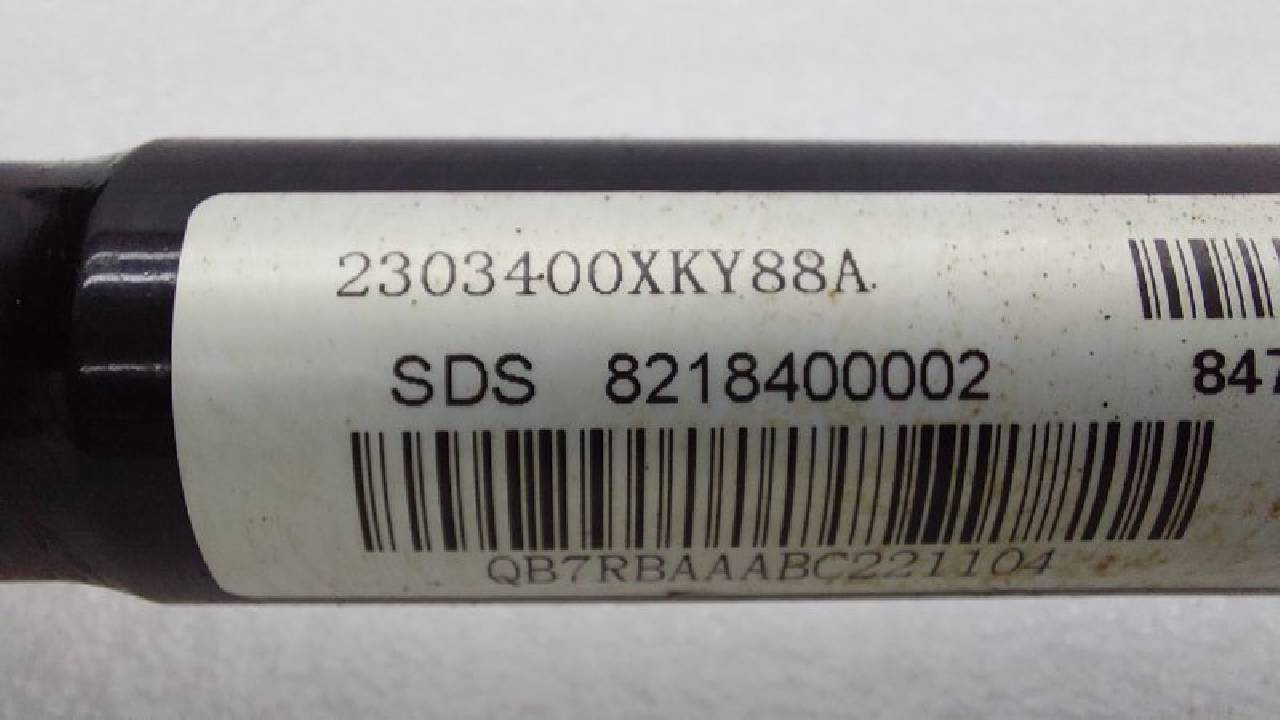 2303400XKY88A
SDS 8218400002
847
QB7RBAAABC221104